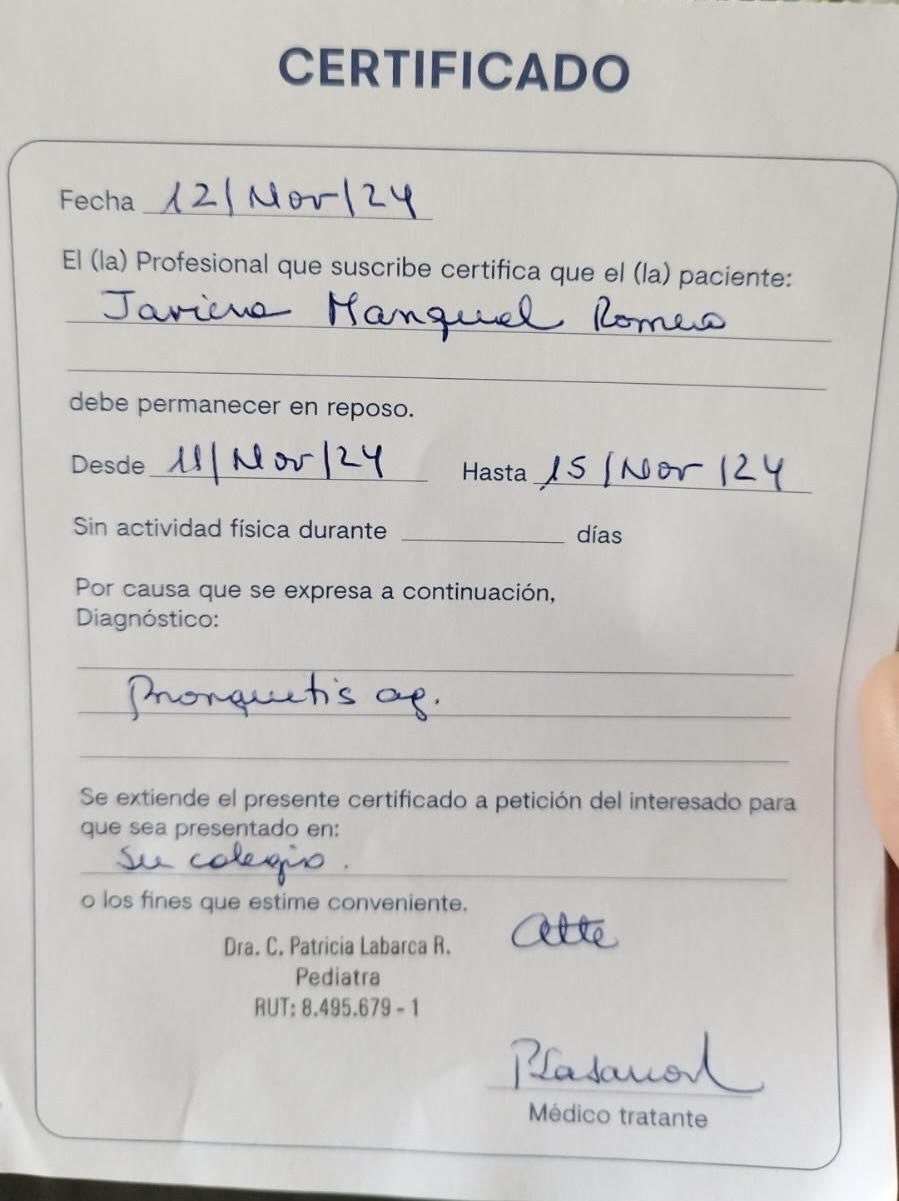 CERTIFICADO
Fecha 12/Nov/24
El (la) Profesional que suscribe certifica que el (la) paciente:
Javiera Manquel Romero
debe permanecer en reposo.
Desde 11/Nov/24 Hasta 15/Nov/24
Sin actividad física durante días
Por causa que se expresa a continuación,
Diagnóstico:
Bronquitis ag.
Se extiende el presente certificado a petición del interesado para
que sea presentado en:
Su colegio.
o los fines que estime conveniente.
Atte
Dra. C. Patricia Labarca R.
Pediatra
RUT: 8.495.679 - 1
Médico tratante